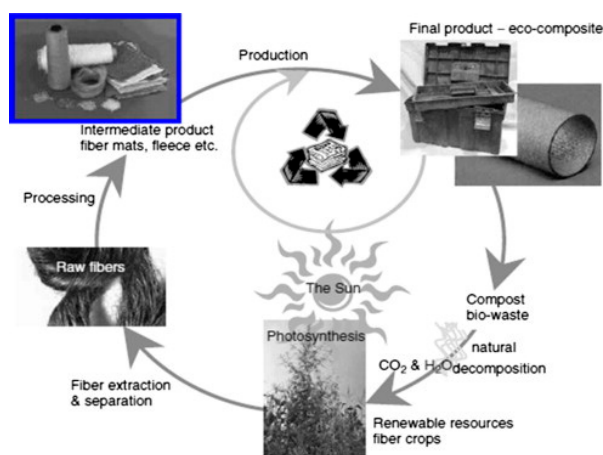 Final product – eco-composite
Production
Intermediate product
fiber mats, fleece etc.
Processing
Raw fibers
The Sun
Compost
bio-waste
Photosynthesis
natural
CO2 & H2O decomposition
Fiber extraction
& separation
Renewable resources
fiber crops